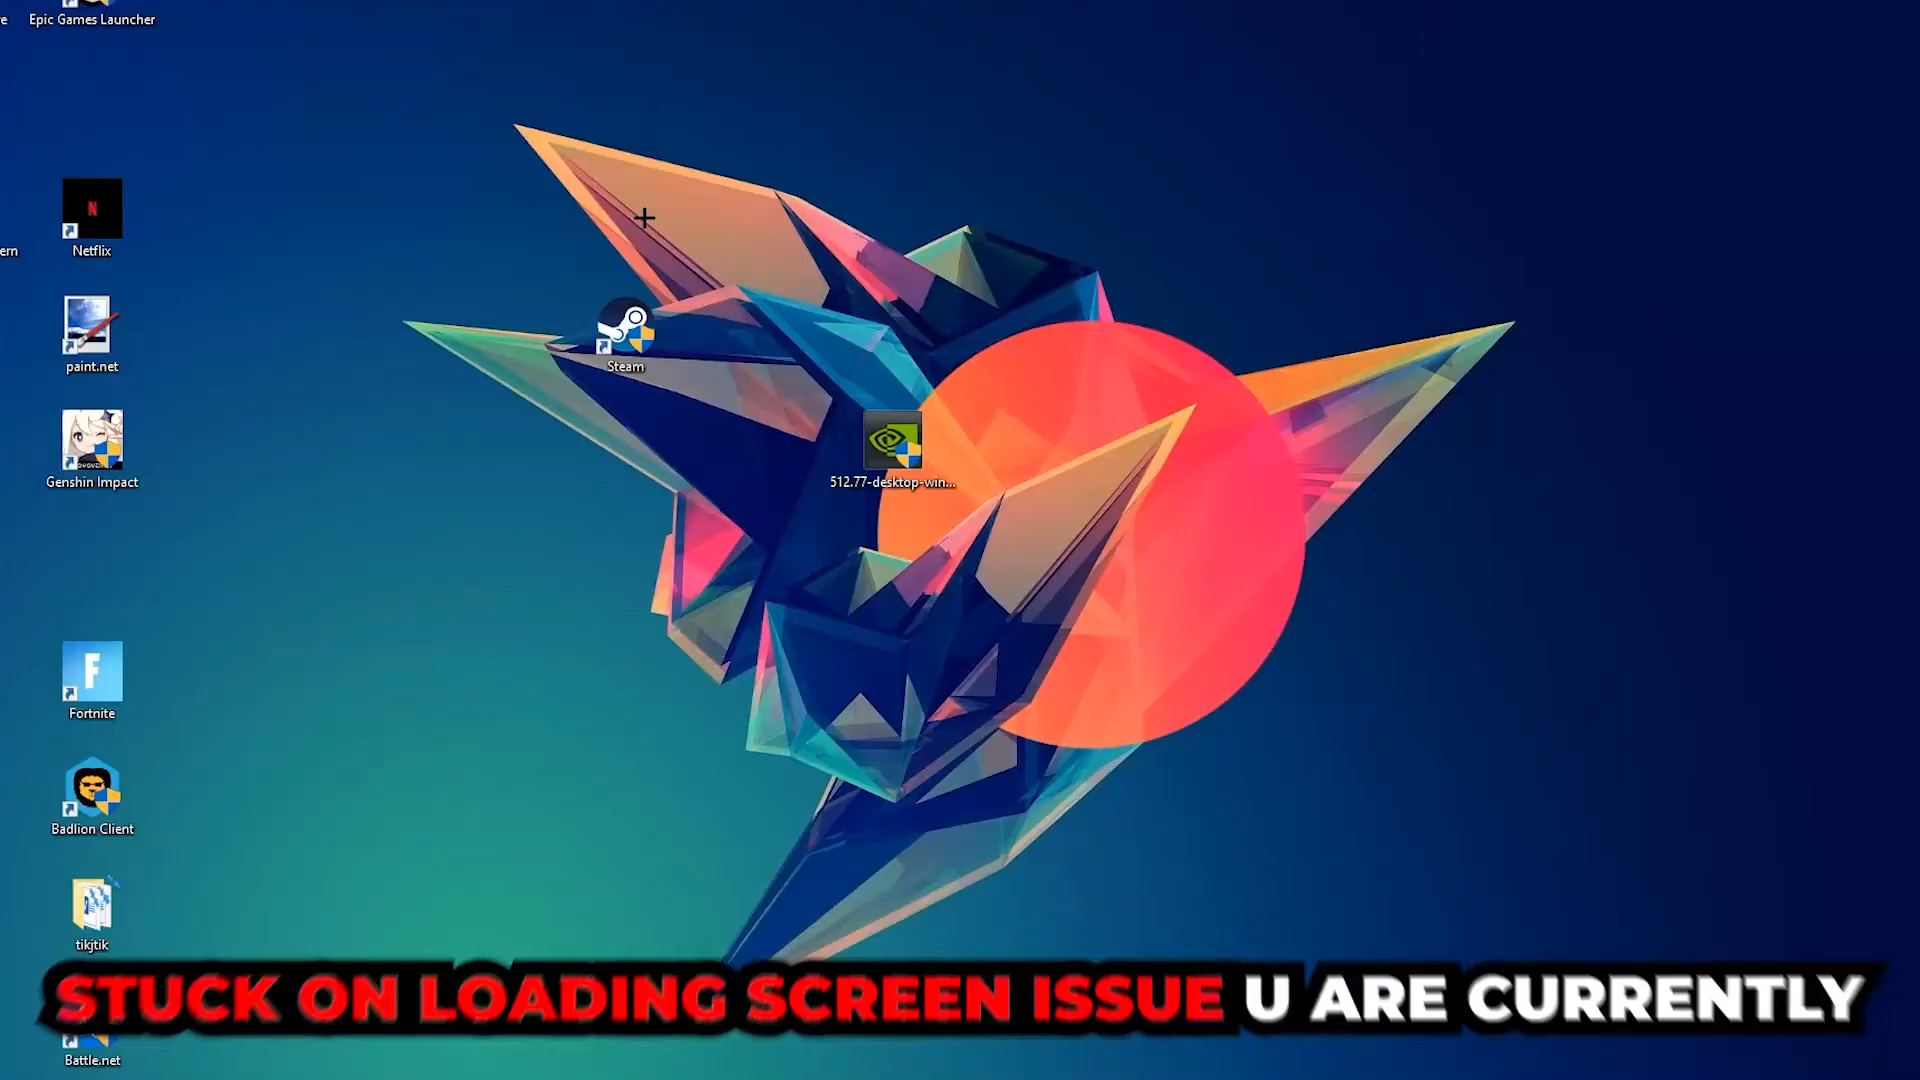 Epic Games Launcher
Netflix
ern
paint.net
Steam
Genshin Impact
512.77-desktop-win...
F
Fortnite
Badlion Client
tikjtik
STUCK ON LOADING SCREEN ISSUE U ARE CURRENTLY
Battle.net